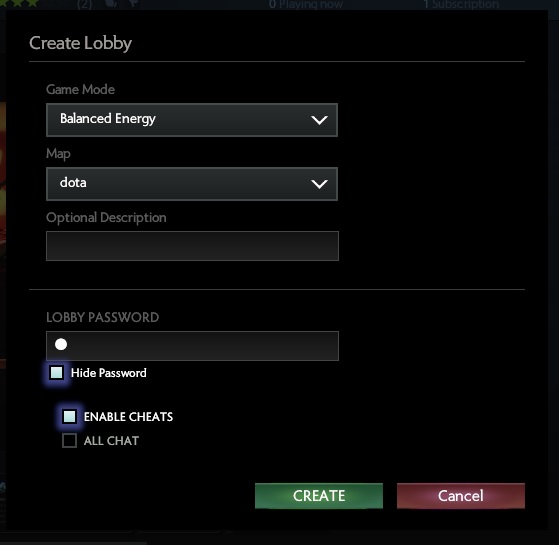 (2) 0 Playing now 1 Subscription
Create Lobby
Game Mode
Balanced Energy
Map
dota
Optional Description
LOBBY PASSWORD
Hide Password
ENABLE CHEATS
ALL CHAT
CREATE Cancel